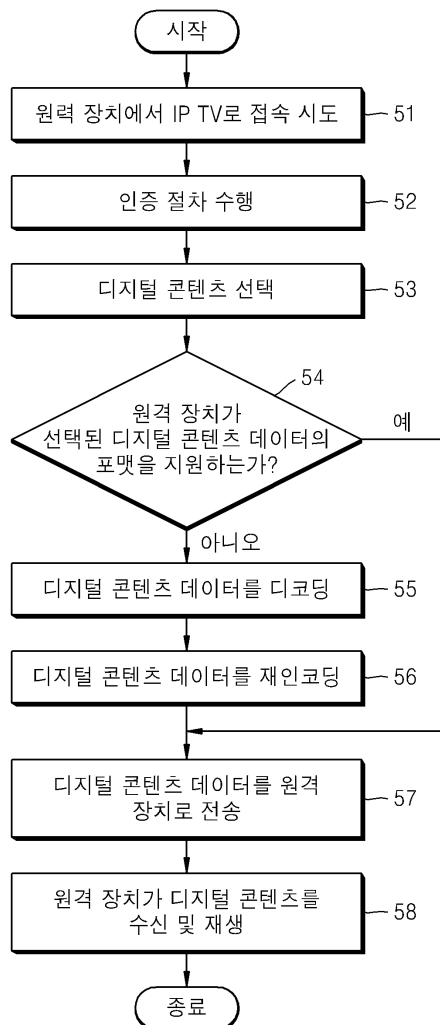 시작
원력 장치에서 IP TV로 접속 시도
51
인증 절차 수행
52
디지털 콘텐츠 선택
53
54
원격 장치가
선택된 디지털 콘텐츠 데이터의
포맷을 지원하는가?
예
아니오
디지털 콘텐츠 데이터를 디코딩
55
디지털 콘텐츠 데이터를 재인코딩
56
디지털 콘텐츠 데이터를 원격
장치로 전송
57
원격 장치가 디지털 콘텐츠를
수신 및 재생
58
종료